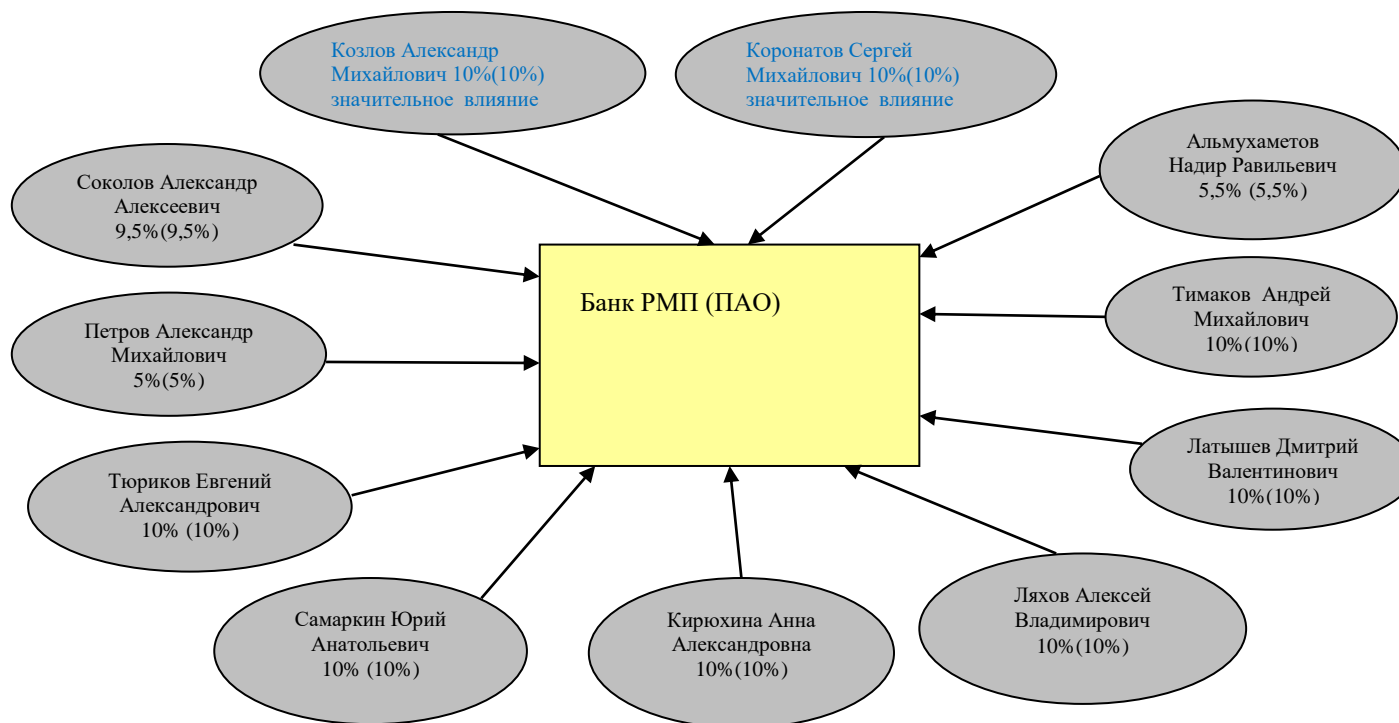 Козлов Александр
Михайлович 10%(10%)
значительное влияние
Коронатов Сергей
Михайлович 10%(10%)
значительное влияние
Альмухаметов
Надир Равильевич
5,5% (5,5%)
Соколов Александр
Алексеевич
9,5%(9,5%)
Банк РМП (ПАО)
Тимаков Андрей
Михайлович
10%(10%)
Петров Александр
Михайлович
5%(5%)
Латышев Дмитрий
Валентинович
10%(10%)
Тюриков Евгений
Александрович
10% (10%)
Самаркин Юрий
Анатольевич
10% (10%)
Кирюхина Анна
Александровна
10%(10%)
Ляхов Алексей
Владимирович
10%(10%)